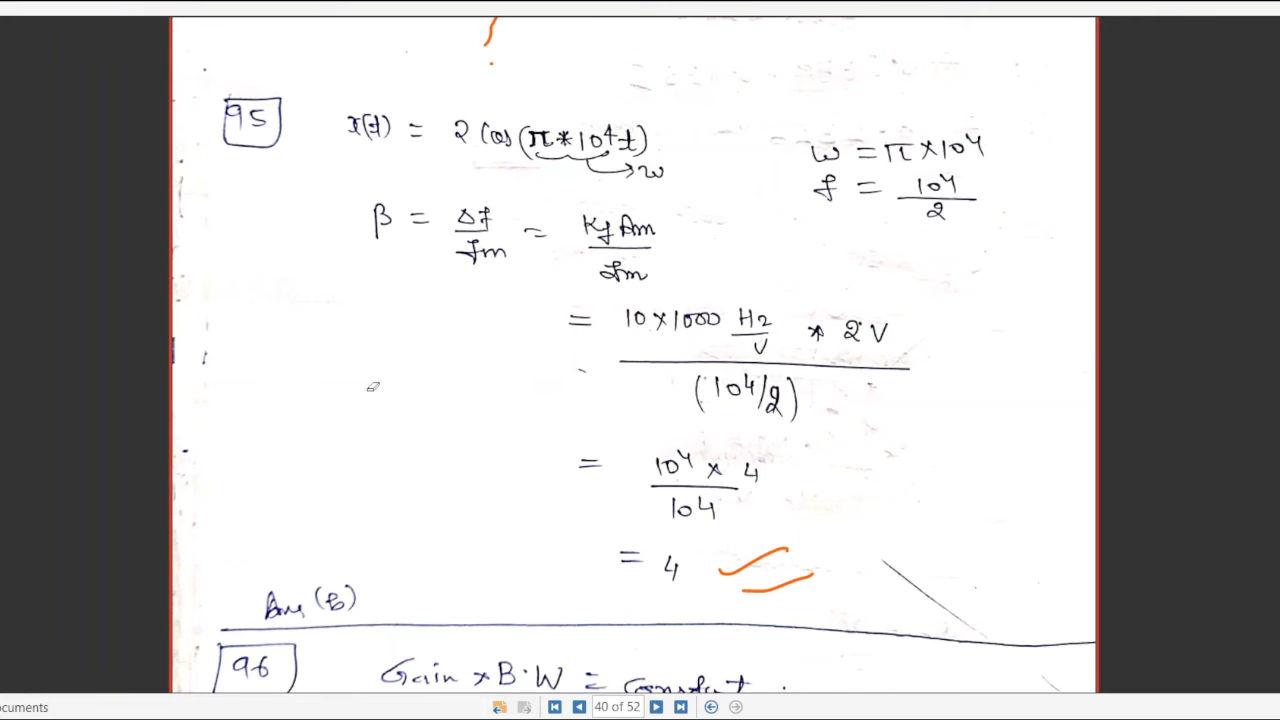 95
x(t) = 2 Cos(π*10⁴t)
→ w
w = π×10⁴
f = 10⁴/2
β = Δf/fm = Kf Am/fm
= 10×1000 Hz/V * 2V / (10⁴/2)
= 10⁴ × 4 / 10⁴
= 4
Ans (b)
96
Gain × B.W = Constant.
ocuments
40 of 52